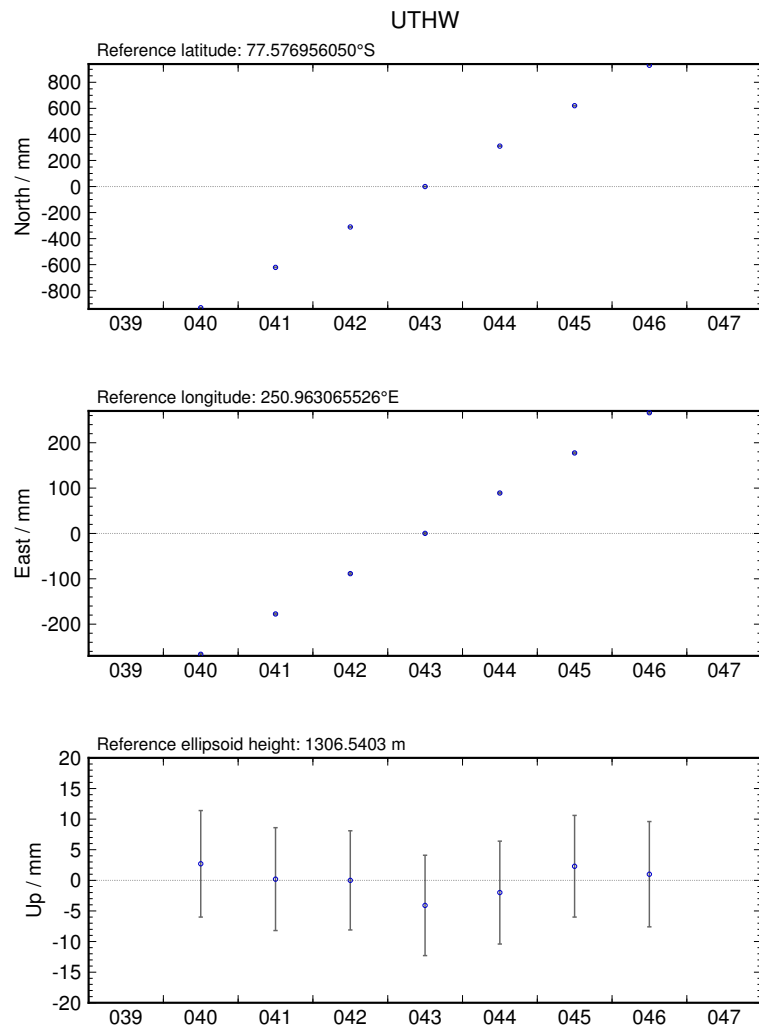 UTHW
Reference latitude: 77.576956050°S
800
600
400
200
0
-200
-400
-600
-800
North / mm
039 040 041 042 043 044 045 046 047
Reference longitude: 250.963065526°E
200
100
0
-100
-200
East / mm
039 040 041 042 043 044 045 046 047
Reference ellipsoid height: 1306.5403 m
20
15
10
5
0
-5
-10
-15
-20
Up / mm
039 040 041 042 043 044 045 046 047